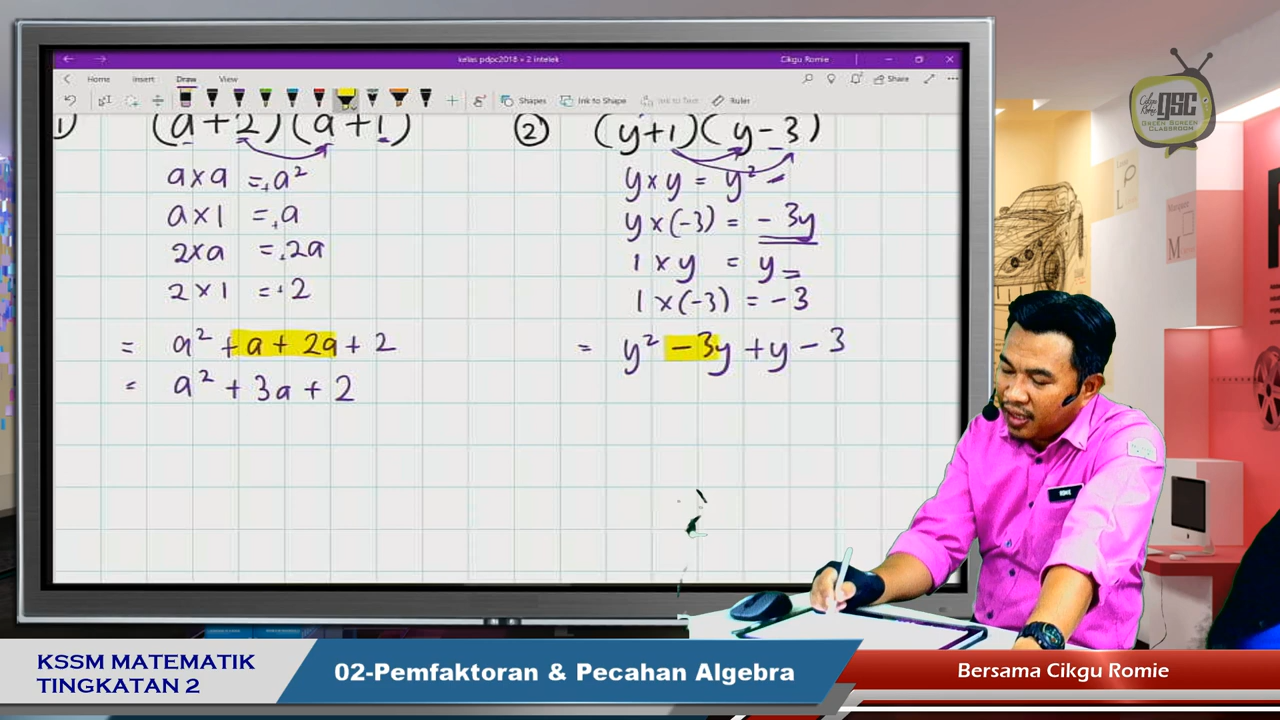 kelas pdpc2018 » 2 intelek
Cikgu Romie
Home Insert Draw View
Share
Shapes Ink to Shape Ink to Text Ruler
1) (a+2)(a+1)
a×a =+a²
a×1 =+a
2×a =+2a
2×1 =+2
= a²+a+2a+2
= a²+3a+2
② (y+1)(y-3)
y×y = y²
y×(-3) = -3y
1×y = y
1×(-3) = -3
= y²-3y+y-3
Cikgu Romie GSC
GREEN SCREEN
CLASSROOM
KSSM MATEMATIK
TINGKATAN 2
02-Pemfaktoran & Pecahan Algebra
Bersama Cikgu Romie